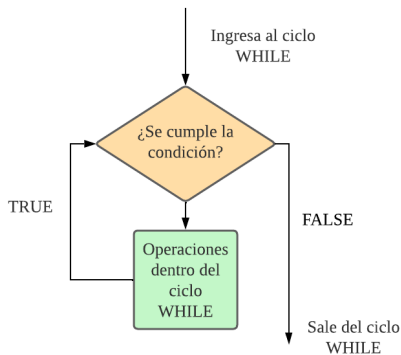 Ingresa al ciclo
WHILE
¿Se cumple la
condición?
TRUE
FALSE
Operaciones
dentro del
ciclo
WHILE
Sale del ciclo
WHILE